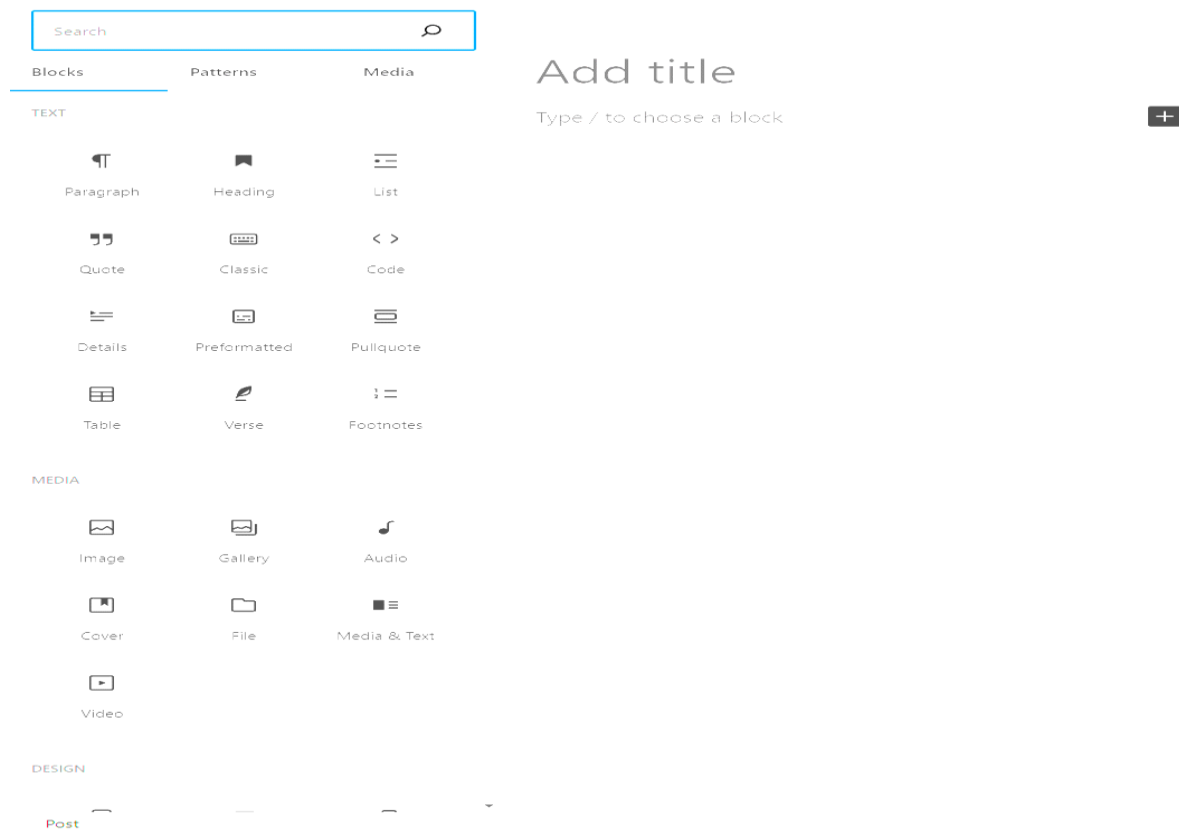 Search
Blocks Patterns Media
TEXT
Paragraph Heading List
Quote Classic Code
Details Preformatted Pullquote
Table Verse Footnotes
MEDIA
Image Gallery Audio
Cover File Media & Text
Video
DESIGN
Post
Add title
Type / to choose a block